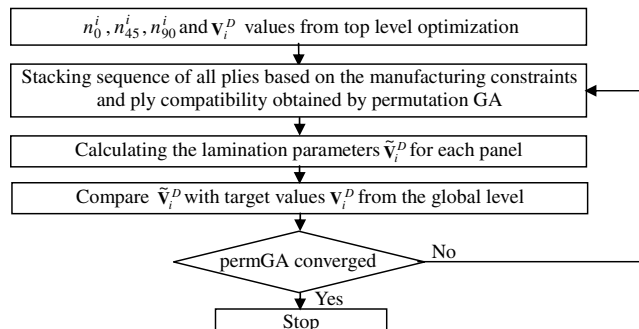 n_0^i, n_45^i, n_90^i and V_i^D values from top level optimization
Stacking sequence of all plies based on the manufacturing constraints
and ply compatibility obtained by permutation GA
Calculating the lamination parameters Ṽ_i^D for each panel
Compare Ṽ_i^D with target values V_i^D from the global level
permGA converged
No
Yes
Stop